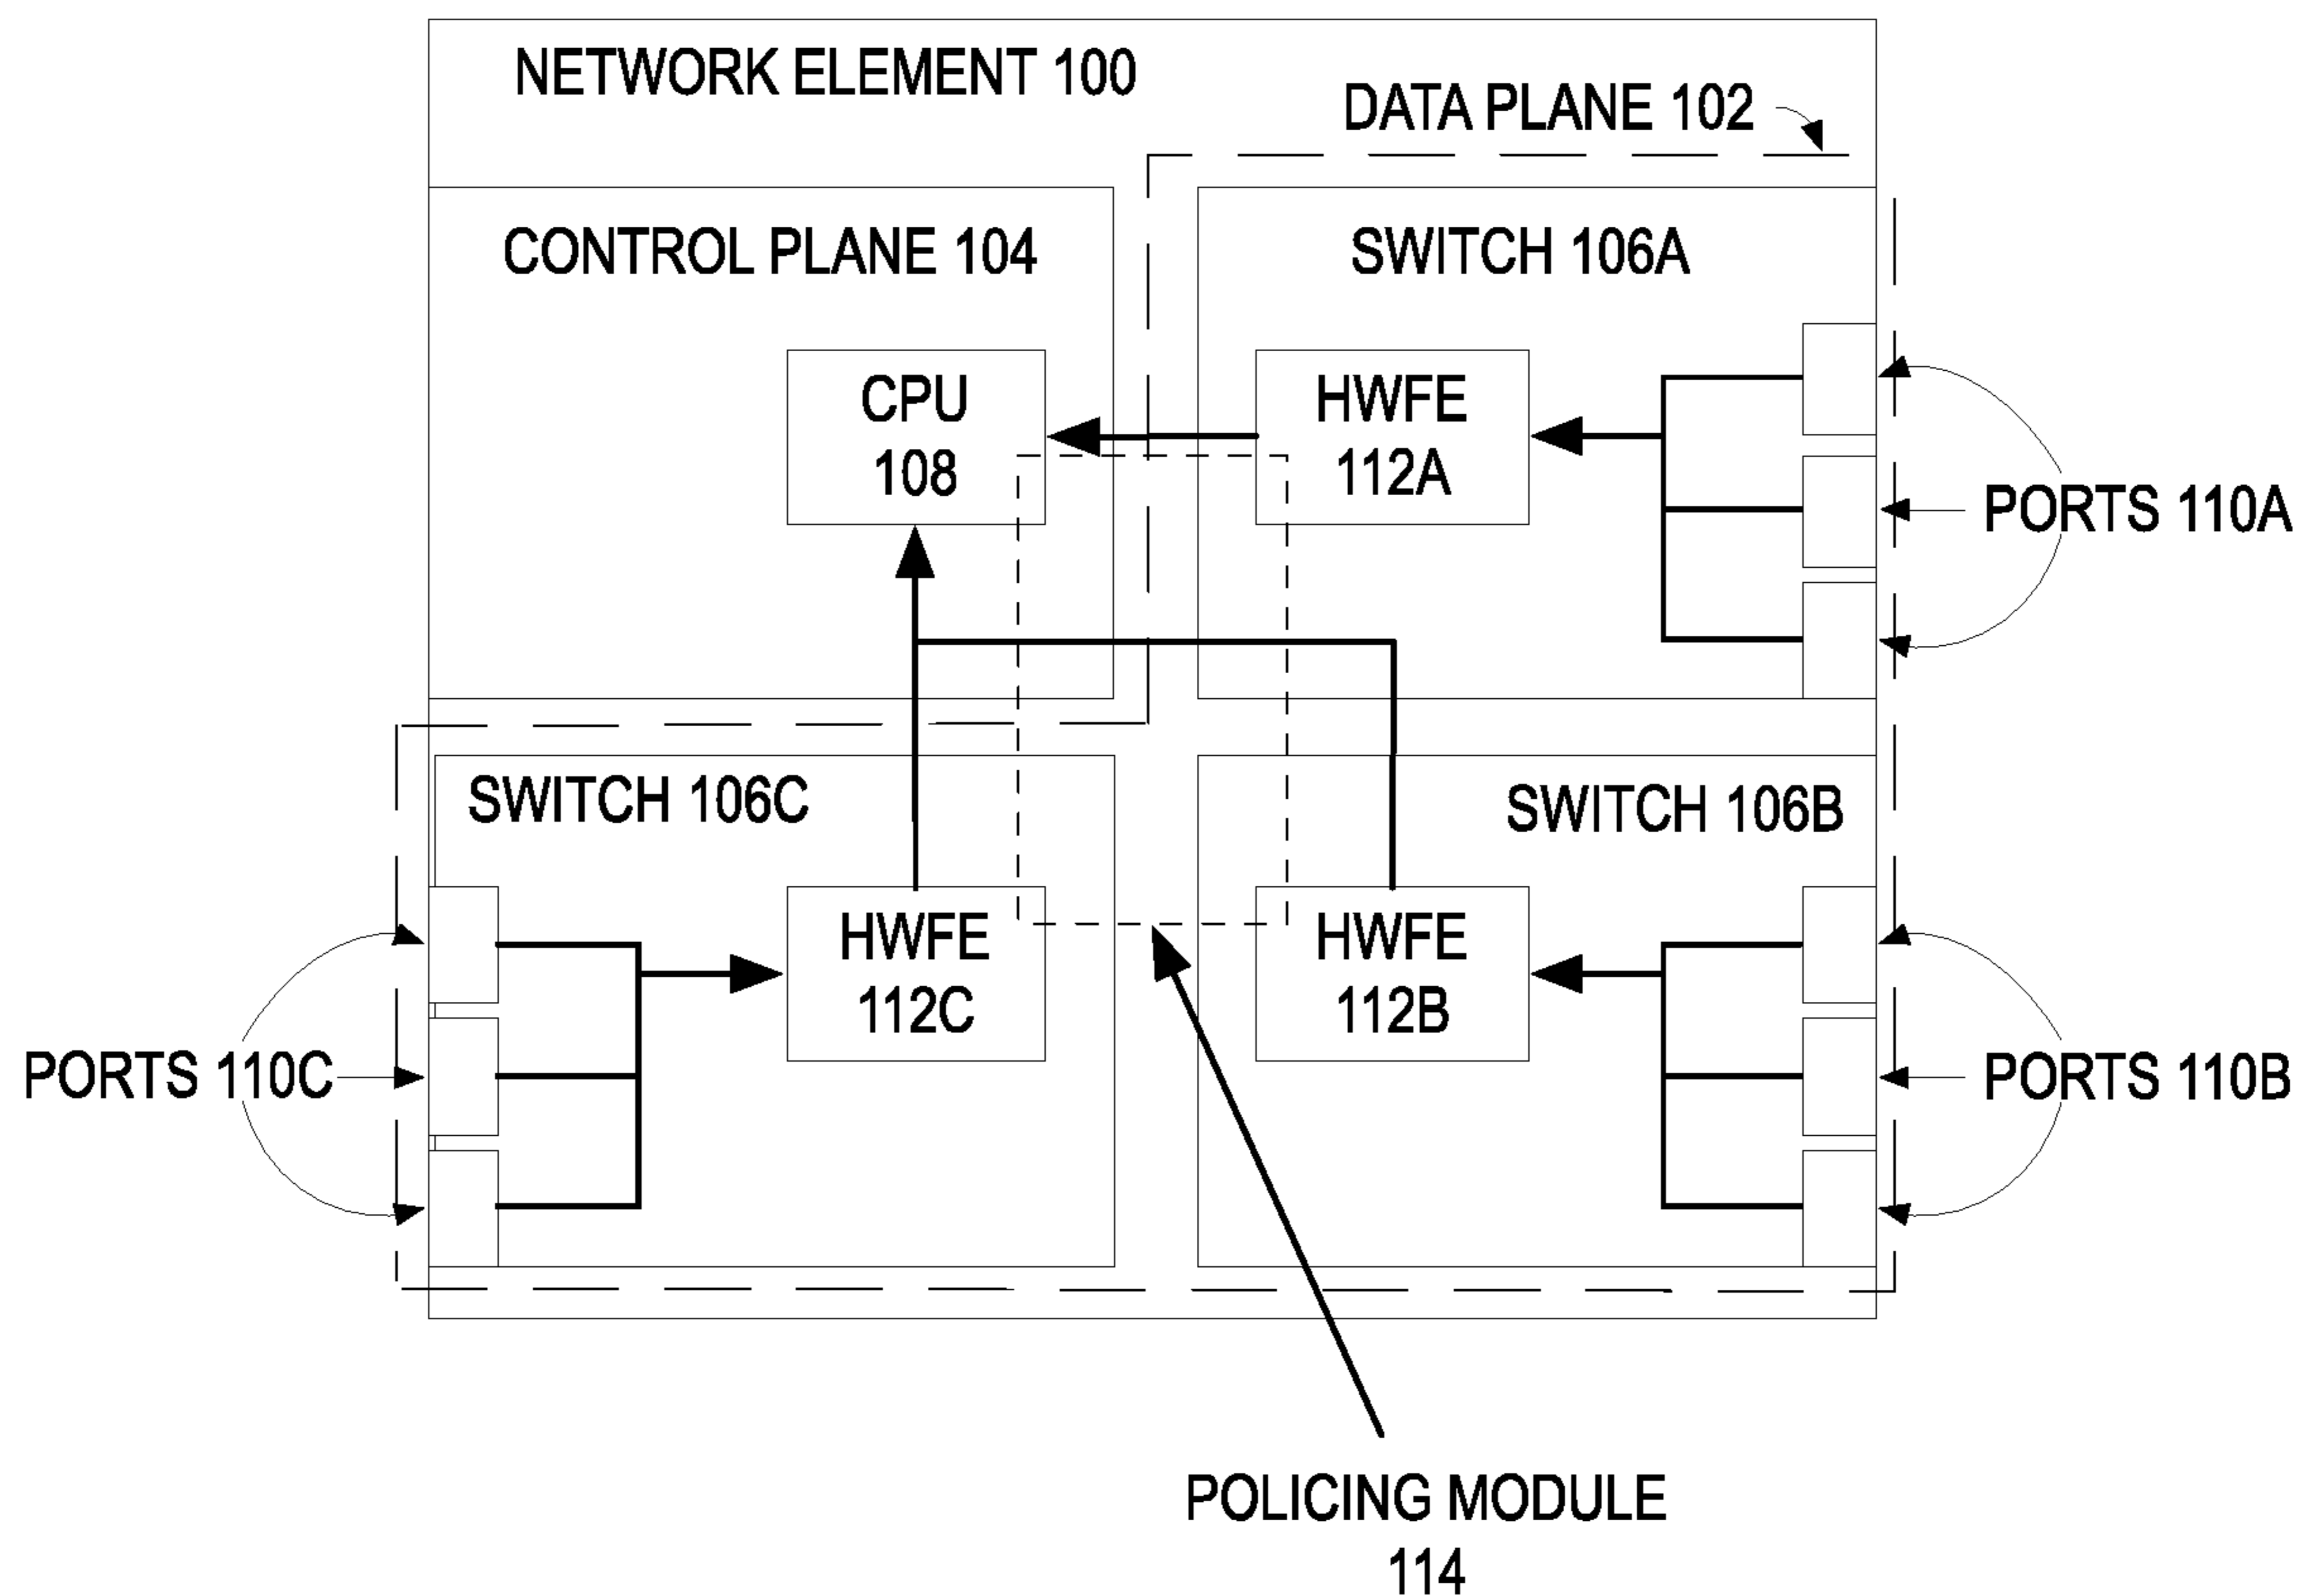 NETWORK ELEMENT 100
DATA PLANE 102
CONTROL PLANE 104
SWITCH 106A
CPU
108
HWFE
112A
PORTS 110A
SWITCH 106C
SWITCH 106B
HWFE
112C
HWFE
112B
PORTS 110C
PORTS 110B
POLICING MODULE
114